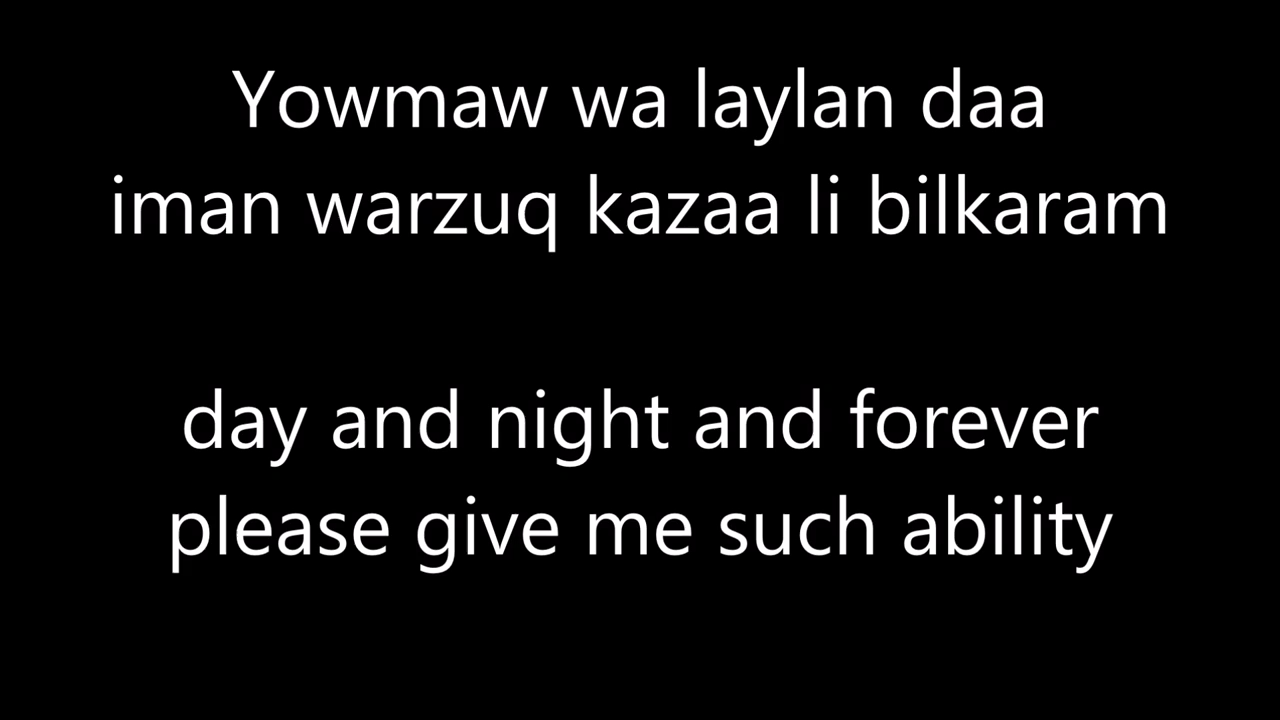 Yowmaw wa laylan daa
iman warzuq kazaa li bilkaram
day and night and forever
please give me such ability